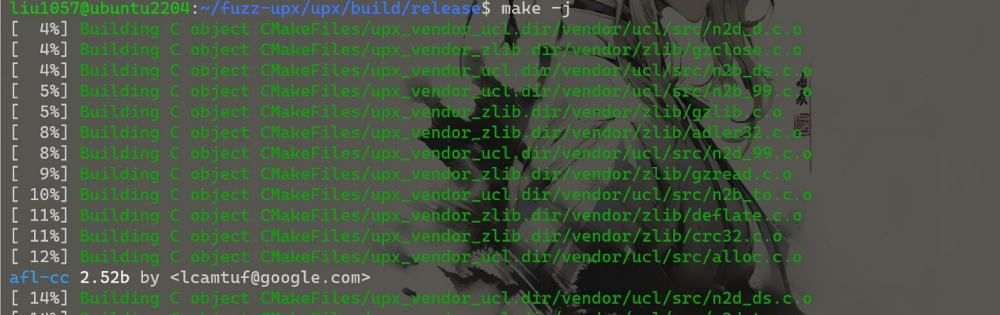 liu1057@ubuntu2204:~/fuzz-upx/upx/build/release$ make -j
[  4%] Building C object CMakeFiles/upx_vendor_ucl.dir/vendor/ucl/src/n2d_d.c.o
[  4%] Building C object CMakeFiles/upx_vendor_zlib.dir/vendor/zlib/gzclose.c.o
[  4%] Building C object CMakeFiles/upx_vendor_ucl.dir/vendor/ucl/src/n2b_ds.c.o
[  5%] Building C object CMakeFiles/upx_vendor_ucl.dir/vendor/ucl/src/n2b_99.c.o
[  5%] Building C object CMakeFiles/upx_vendor_zlib.dir/vendor/zlib/gzlib.c.o
[  8%] Building C object CMakeFiles/upx_vendor_zlib.dir/vendor/zlib/adler32.c.o
[  8%] Building C object CMakeFiles/upx_vendor_ucl.dir/vendor/ucl/src/n2d_99.c.o
[  9%] Building C object CMakeFiles/upx_vendor_zlib.dir/vendor/zlib/gzread.c.o
[ 10%] Building C object CMakeFiles/upx_vendor_ucl.dir/vendor/ucl/src/n2b_to.c.o
[ 11%] Building C object CMakeFiles/upx_vendor_zlib.dir/vendor/zlib/deflate.c.o
[ 11%] Building C object CMakeFiles/upx_vendor_zlib.dir/vendor/zlib/crc32.c.o
[ 12%] Building C object CMakeFiles/upx_vendor_ucl.dir/vendor/ucl/src/alloc.c.o
afl-cc 2.52b by <lcamtuf@google.com>
[ 14%] Building C object CMakeFiles/upx_vendor_ucl.dir/vendor/ucl/src/n2d_ds.c.o